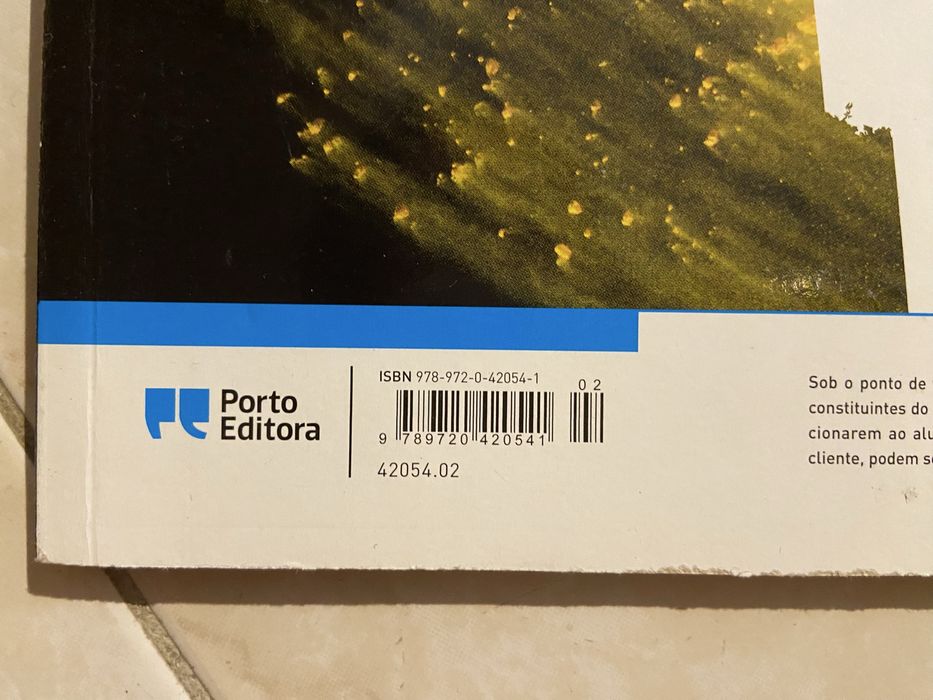 Porto
Editora
ISBN 978-972-0-42054-1
02
9 789720 420541
42054.02
Sob o ponto de
constituintes do
cionarem ao
cliente, podem